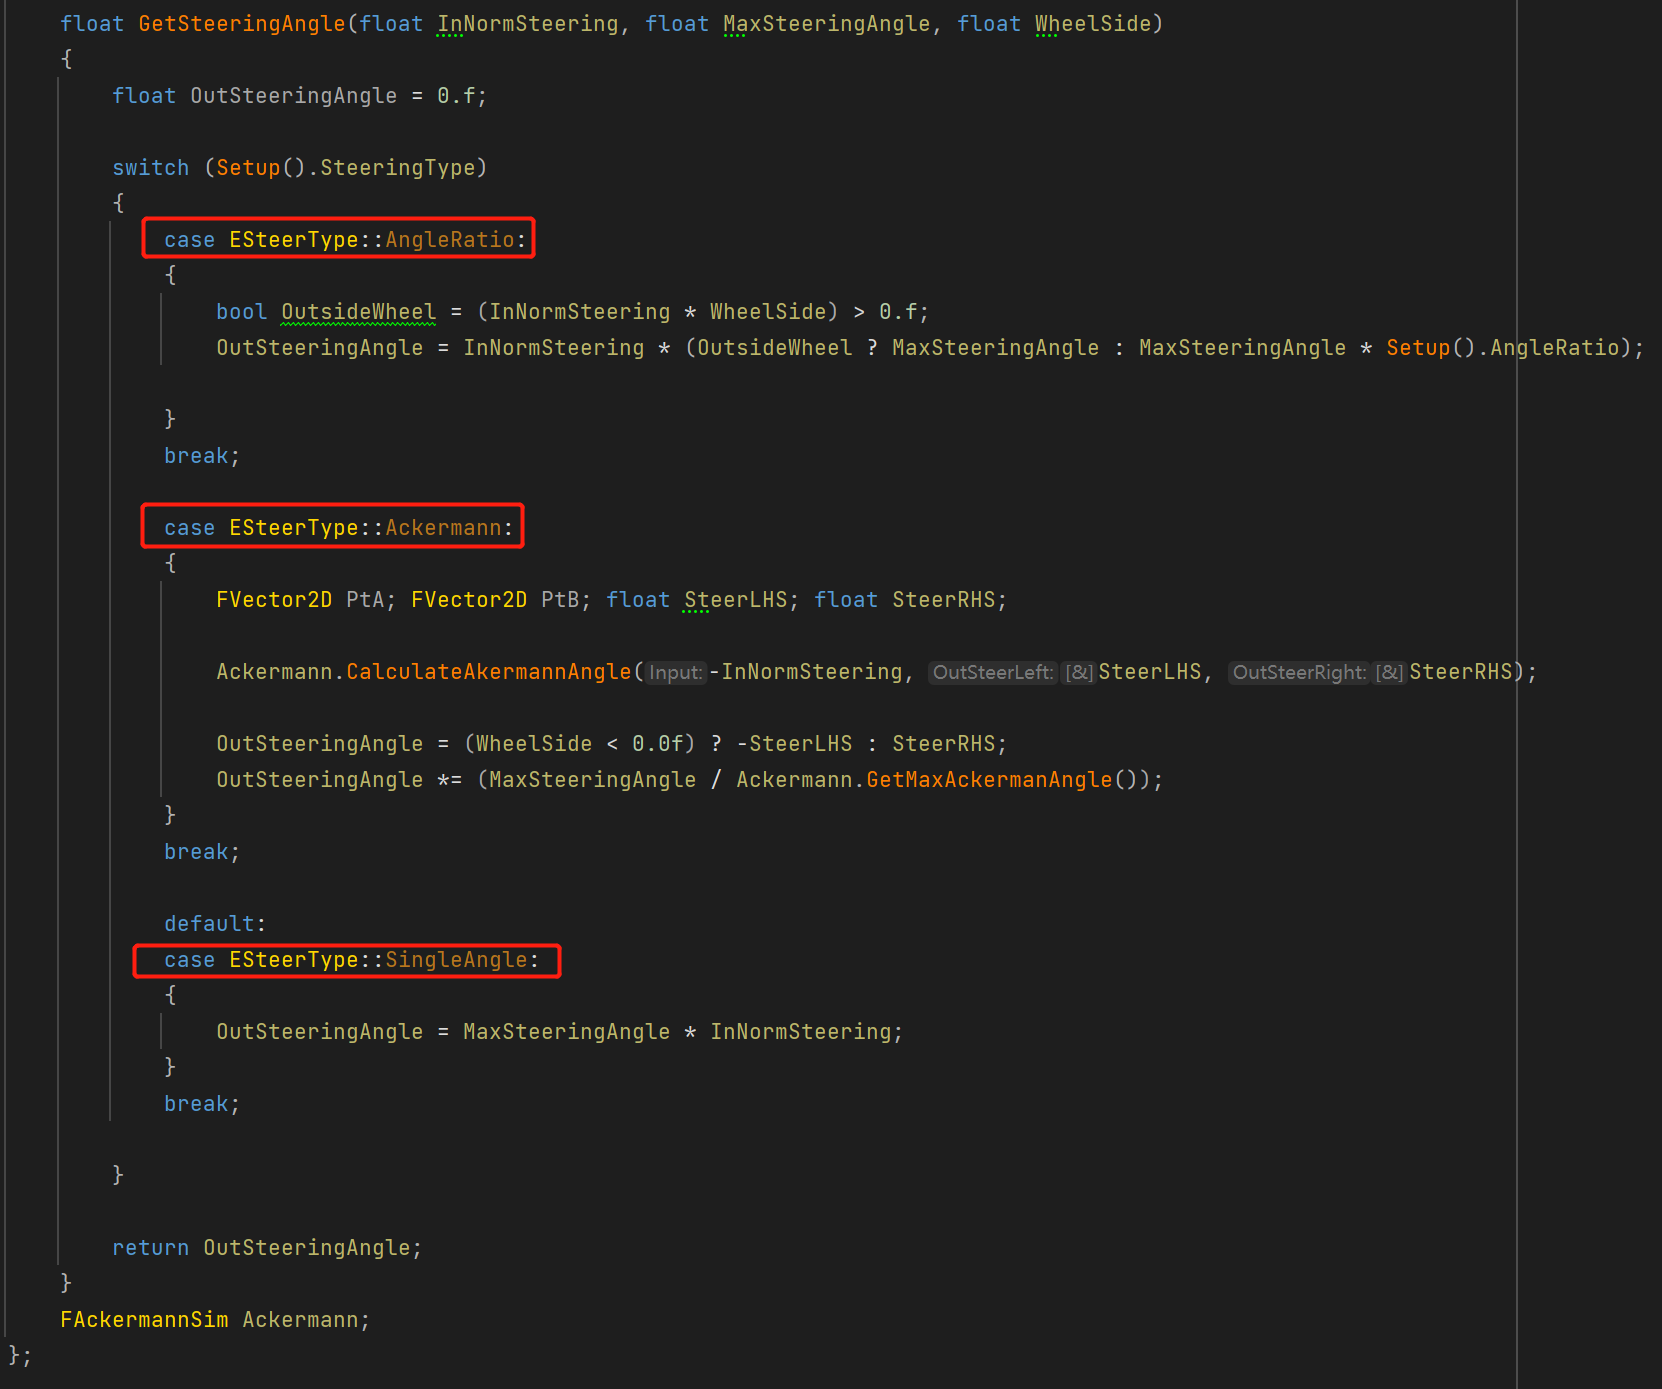 float GetSteeringAngle(float InNormSteering, float MaxSteeringAngle, float WheelSide)
{
float OutSteeringAngle = 0.f;
switch (Setup().SteeringType)
{
case ESteerType::AngleRatio:
{
bool OutsideWheel = (InNormSteering * WheelSide) > 0.f;
OutSteeringAngle = InNormSteering * (OutsideWheel ? MaxSteeringAngle : MaxSteeringAngle * Setup().AngleRatio);
}
break;
case ESteerType::Ackermann:
{
FVector2D PtA; FVector2D PtB; float SteerLHS; float SteerRHS;
Ackermann.CalculateAkermannAngle(Input:-InNormSteering, OutSteerLeft: [&]SteerLHS, OutSteerRight: [&]SteerRHS);
OutSteeringAngle = (WheelSide < 0.0f) ? -SteerLHS : SteerRHS;
OutSteeringAngle *= (MaxSteeringAngle / Ackermann.GetMaxAckermanAngle());
}
break;
default:
case ESteerType::SingleAngle:
{
OutSteeringAngle = MaxSteeringAngle * InNormSteering;
}
break;
}
return OutSteeringAngle;
}
FAckermannSim Ackermann;
};